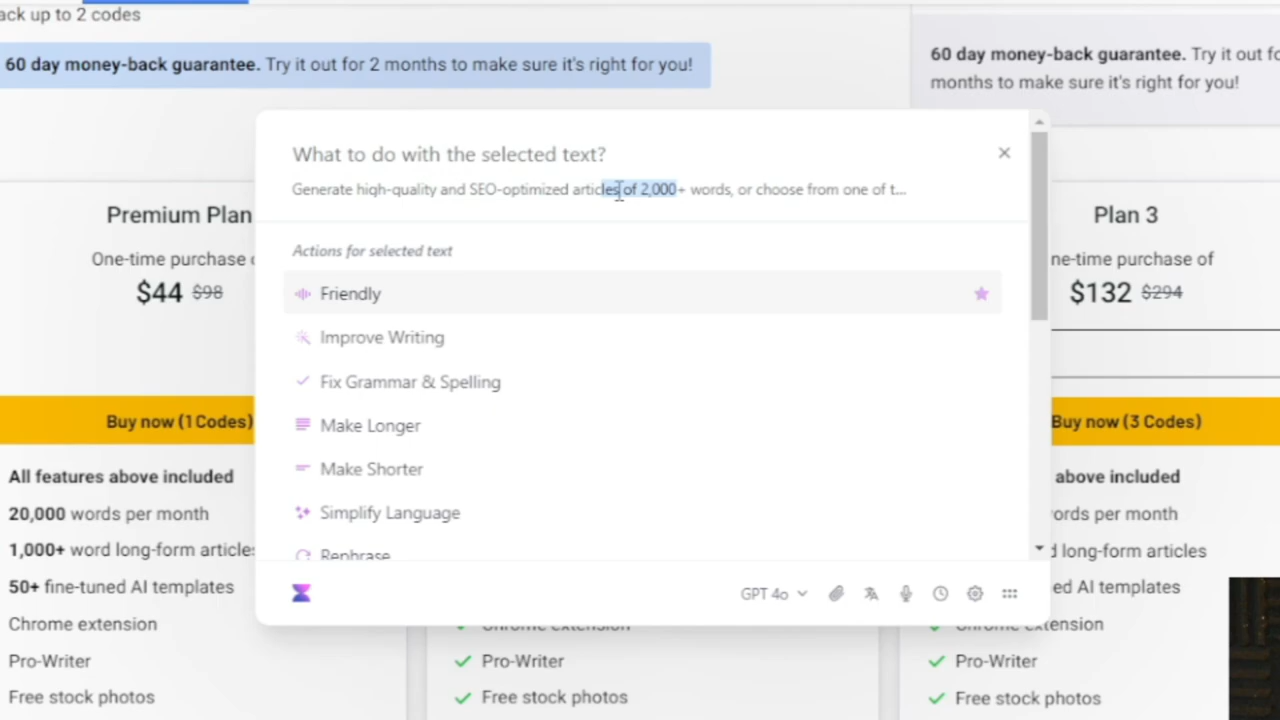 ack up to 2 codes
60 day money-back guarantee. Try it out for 2 months to make sure it's right for you!
60 day money-back guarantee. Try it out fo
months to make sure it's right for you!
What to do with the selected text?
Generate high-quality and SEO-optimized articles of 2,000+ words, or choose from one of t...
Actions for selected text
Friendly
Improve Writing
Fix Grammar & Spelling
Make Longer
Make Shorter
Simplify Language
Rephrase
GPT 4o
Premium Plan
One-time purchase
$44 $98
Buy now (1 Codes)
All features above included
20,000 words per month
1,000+ word long-form articles
50+ fine-tuned AI templates
Chrome extension
Pro-Writer
Free stock photos
Chrome extension
Pro-Writer
Free stock photos
Plan 3
ne-time purchase of
$132 $294
Buy now (3 Codes)
above included
ords per month
d long-form articles
ed AI templates
Chrome extension
Pro-Writer
Free stock photos